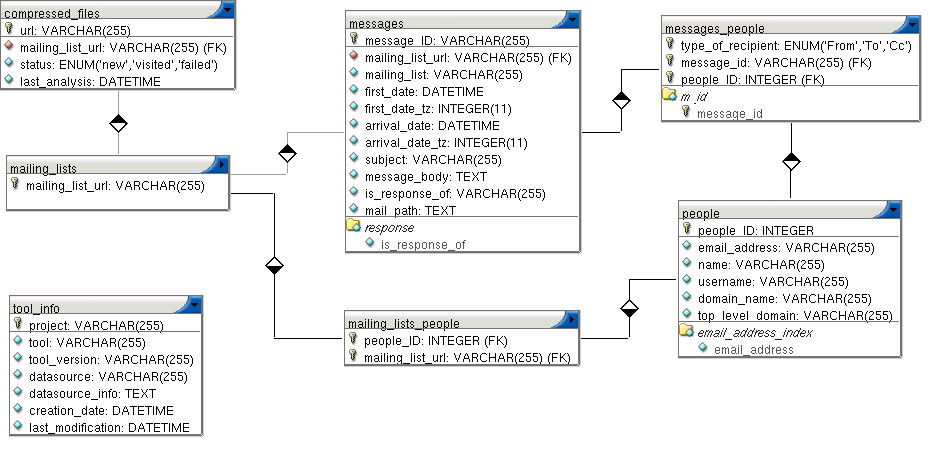 compressed_files
url: VARCHAR(255)
mailing_list_url: VARCHAR(255) (FK)
status: ENUM('new','visited','failed')
last_analysis: DATETIME
mailing_lists
mailing_list_url: VARCHAR(255)
tool_info
project: VARCHAR(255)
tool: VARCHAR(255)
tool_version: VARCHAR(255)
datasource: VARCHAR(255)
datasource_info: TEXT
creation_date: DATETIME
last_modification: DATETIME
messages
message_ID: VARCHAR(255)
mailing_list_url: VARCHAR(255) (FK)
mailing_list: VARCHAR(255)
first_date: DATETIME
first_date_tz: INTEGER(11)
arrival_date: DATETIME
arrival_date_tz: INTEGER(11)
subject: VARCHAR(255)
message_body: TEXT
is_response_of: VARCHAR(255)
mail_path: TEXT
response
is_response_of
mailing_lists_people
people_ID: INTEGER (FK)
mailing_list_url: VARCHAR(255) (FK)
messages_people
type_of_recipient: ENUM('From','To','Cc')
message_id: VARCHAR(255) (FK)
people_ID: INTEGER (FK)
m_id
message_id
people
people_ID: INTEGER
email_address: VARCHAR(255)
name: VARCHAR(255)
username: VARCHAR(255)
domain_name: VARCHAR(255)
top_level_domain: VARCHAR(255)
email_address_index
email_address